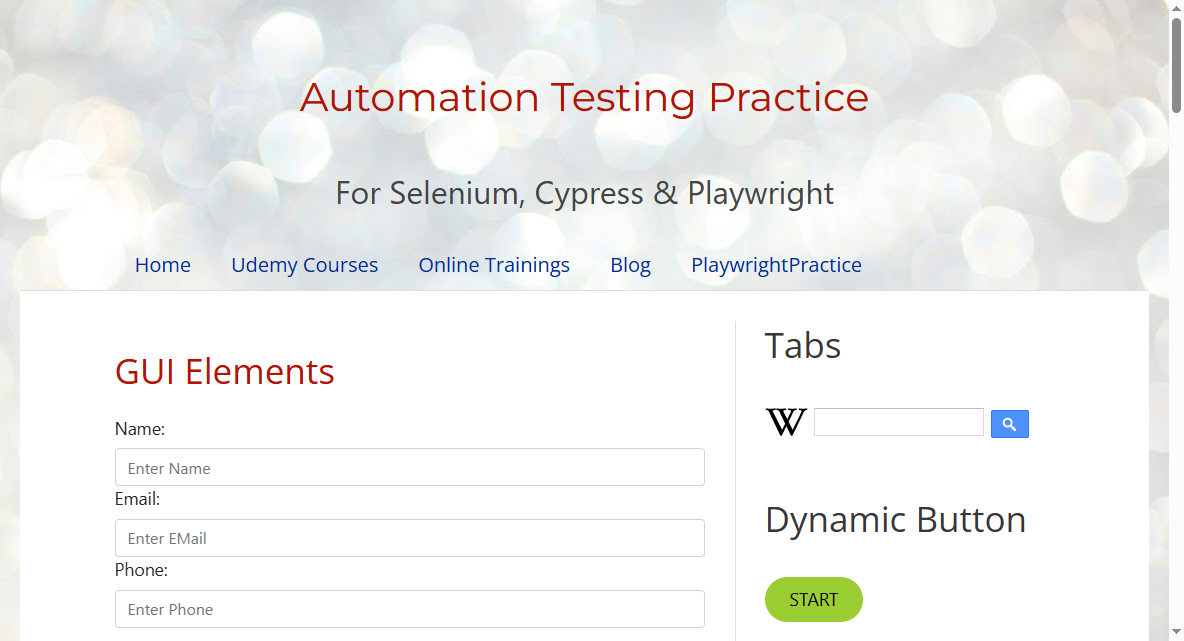 Automation Testing Practice
For Selenium, Cypress & Playwright
Home Udemy Courses Online Trainings Blog PlaywrightPractice
GUI Elements
Name:
Enter Name
Email:
Enter EMail
Phone:
Enter Phone
Tabs
W
Dynamic Button
START